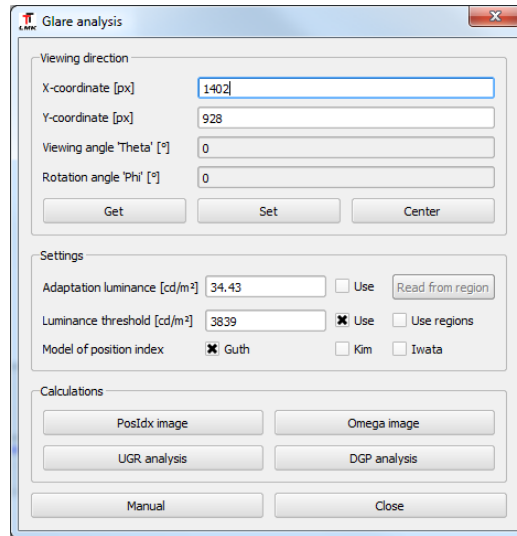 TT LMK Glare analysis
Viewing direction
X-coordinate [px] 1402
Y-coordinate [px] 928
Viewing angle 'Theta' [º] 0
Rotation angle 'Phi' [º] 0
Get Set Center
Settings
Adaptation luminance [cd/m²] 34.43 Use Read from region
Luminance threshold [cd/m²] 3839 Use Use regions
Model of position index Guth Kim Iwata
Calculations
PosIdx image Omega image
UGR analysis DGP analysis
Manual Close